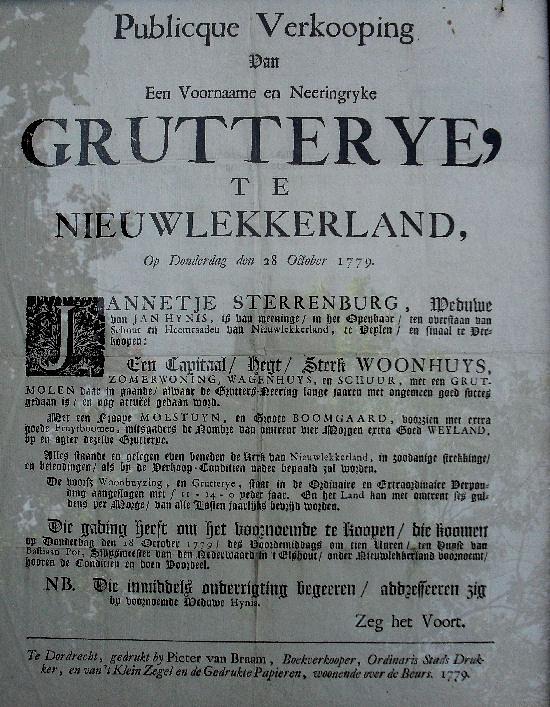 Publicque Verkooping
Van
Een Voornaame en Neeringryke
GRUTTERYE,
TE
NIEUWLEKKERLAND,
Op Donderdag den 28 October 1779.
JANNETJE STERRENBURG, Weduwe
van JAN HYNIS, is van meeninge / in het Openbaar / ten overstaan van
Schout en Heemraaden van Nieuwlekkerland, te Veylen / en finaal te Ver-
koopen:
Een Capitaal / Hegt / Sterk WOONHUYS,
ZOMERWONING, WAGENHUYS, en SCHUUR, met een GRUT-
MOLEN daar in gaande / alwaar de Grutters-Neering lange jaaren met ongemeen goed succes
gedaan is / en nog actueel gedaan word.
Met een Fraaye MOESTUYN, en Groote BOOMGAARD, voorzien met extra
goede Fruytboomen, mitsgaders de Nombre van omtrent vier Morgen extra Goed WEYLAND,
op en agter dezelve Grutterye.
Alles staande en gelegen even beneden de Kerk van Nieuwlekkerland, in zoodanige strekkinge /
en belendingen / als by de Verkoop-Conditien nader bepaald zal worden.
De voorsz Woonhuyzing, en Grutterye, staat in de Ordinaire en Extraordinaire Verpon-
ding aangeslagen met f 11 - 14 - 0 yeder jaar. En het Land kan met omtrent ses gul-
dens per Morge / van alle Lasten jaarlyks bevryd worden.
Die gading heeft om het voornoemde te koopen / die koomen
op Donderdag den 28 October 1779 / des Voordemiddags om tien Uuren / ten Huyse van
Bastiaan Pot, Schipmeester van den Nederwaard in 't Elshout / onder Nieuwlekkerland voornoemt /
hooren de Conditien en doen Voordeel.
NB. Die inmiddels onderrigting begeeren / addresseeren zig
by voornoemde Weduwe Hynis.
Zeg het Voort.
Te Dordrecht, gedrukt by Pieter van Braam, Boekverkooper, Ordinaris Stads Druk-
ker, en van 't Klein Zegel en de Gedrukte Papieren, woonende over de Beurs. 1779.